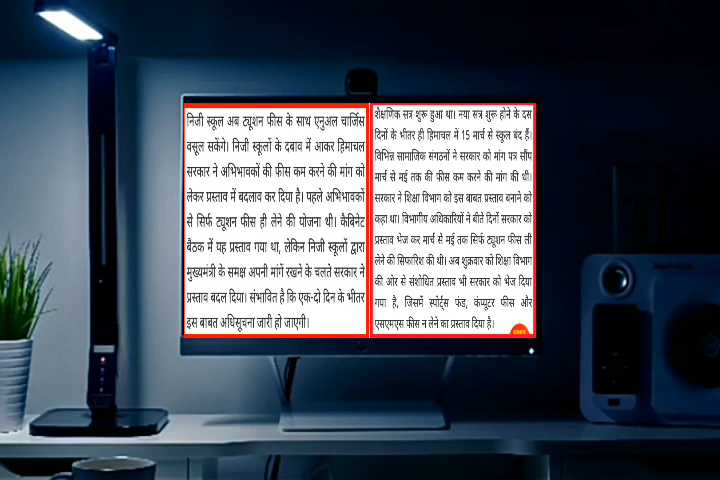 निजी स्कूल अब ट्यूशन फीस के साथ एनुअल चार्जिस
वसूल सकेंगे। निजी स्कूलों के दबाव में आकर हिमाचल
सरकार ने अभिभावकों की फीस कम करने की मांग को
लेकर प्रस्ताव में बदलाव कर दिया है। पहले अभिभावकों
से सिर्फ ट्यूशन फीस ही लेने की योजना थी। कैबिनेट
बैठक में यह प्रस्ताव गया था, लेकिन निजी स्कूलों द्वारा
मुख्यमंत्री के समक्ष अपनी मांगें रखने के चलते सरकार ने
प्रस्ताव बदल दिया। संभावित है कि एक-दो दिन के भीतर
इस बाबत अधिसूचना जारी हो जाएगी।
शैक्षणिक सत्र शुरू हुआ था। नया सत्र शुरू होने के दस
दिनों के भीतर ही हिमाचल में 15 मार्च से स्कूल बंद हैं।
विभिन्न सामाजिक संगठनों ने सरकार को मांग पत्र सौंप
मार्च से मई तक की फीस कम करने की मांग की थी।
सरकार ने शिक्षा विभाग को इस बाबत प्रस्ताव बनाने को
कहा था। विभागीय अधिकारियों ने बीते दिनों सरकार को
प्रस्ताव भेज कर मार्च से मई तक सिर्फ ट्यूशन फीस ली
लेने की सिफारिश की थी। अब शुक्रवार को शिक्षा विभाग
की ओर से संशोधित प्रस्ताव भी सरकार को भेज दिया
गया है, जिसमें स्पोर्ट्स फंड, कंप्यूटर फीस और
एसएमएस फीस न लेने का प्रस्ताव दिया है।